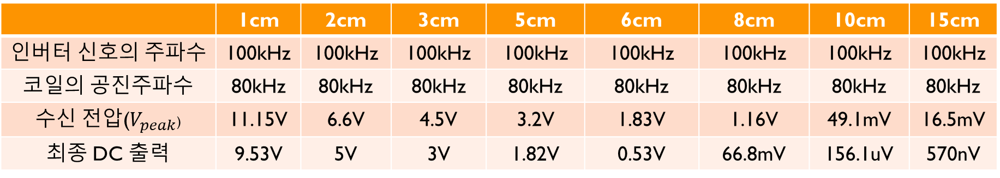 1cm 2cm 3cm 5cm 6cm 8cm 10cm 15cm
인버터 신호의 주파수 100kHz 100kHz 100kHz 100kHz 100kHz 100kHz 100kHz 100kHz
코일의 공진주파수 80kHz 80kHz 80kHz 80kHz 80kHz 80kHz 80kHz 80kHz
수신 전압(V_peak) 11.15V 6.6V 4.5V 3.2V 1.83V 1.16V 49.1mV 16.5mV
최종 DC 출력 9.53V 5V 3V 1.82V 0.53V 66.8mV 156.1uV 570nV